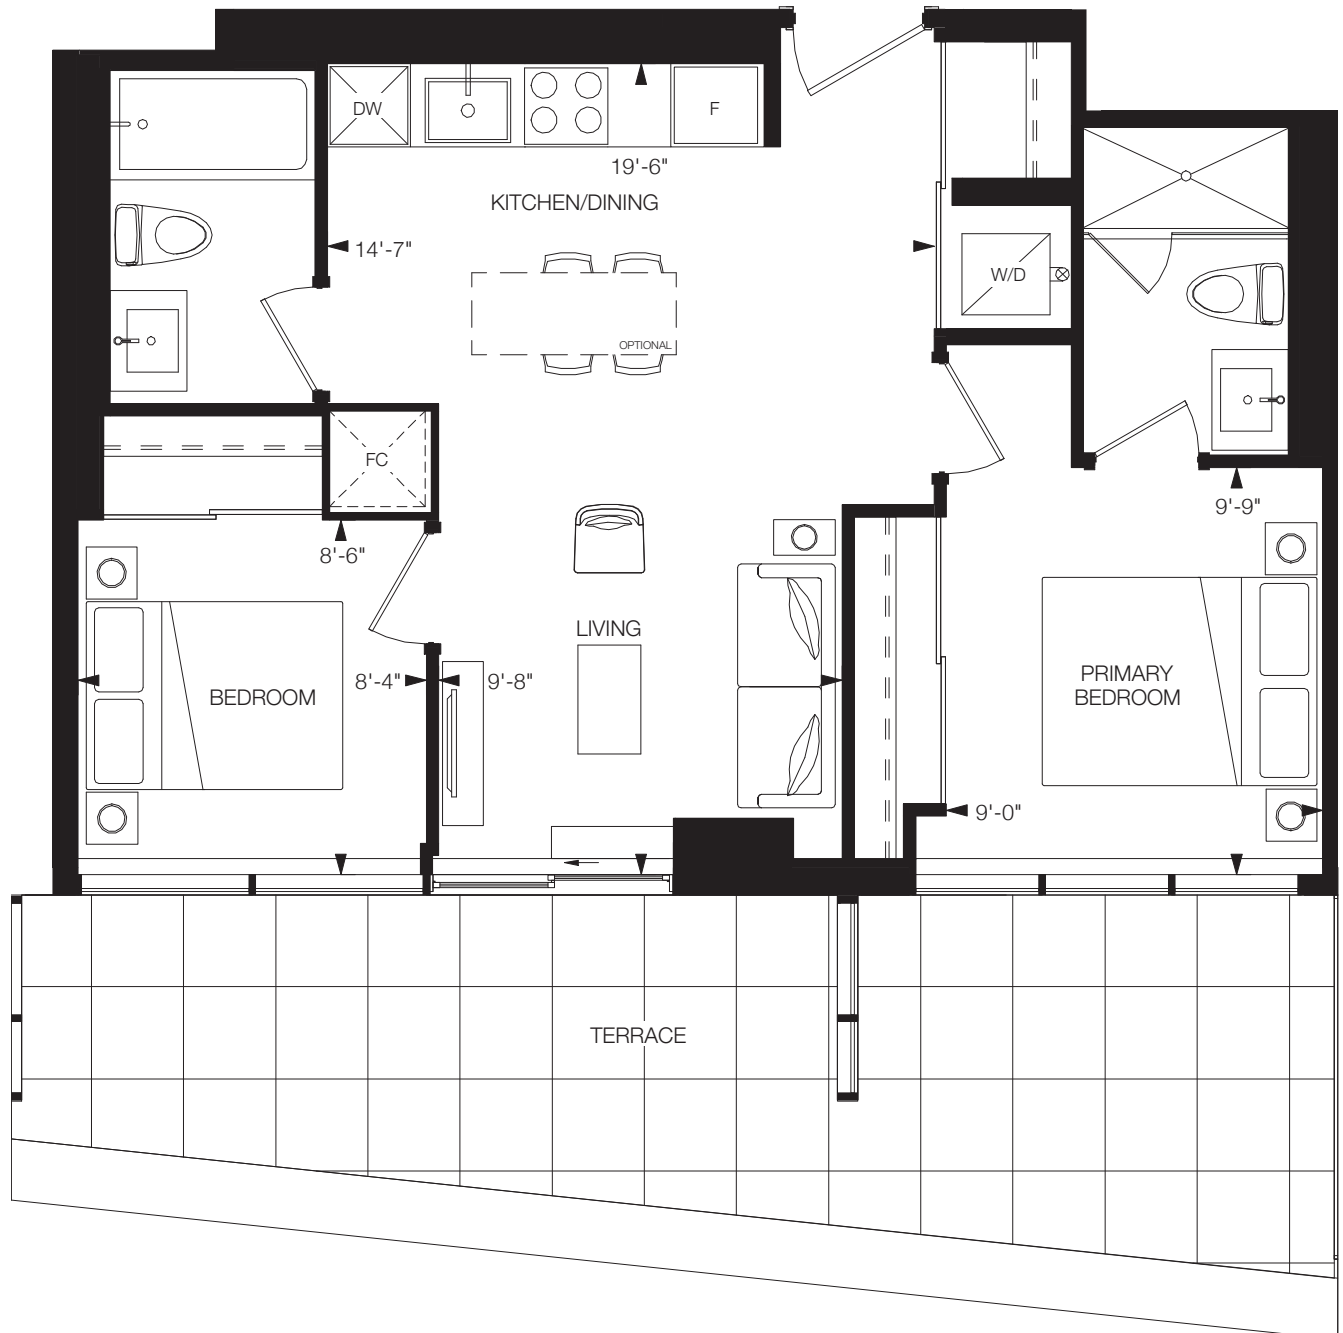 DW
F
19'-6"
KITCHEN/DINING
14'-7"
W/D
OPTIONAL
FC
9'-9"
8'-6"
LIVING
BEDROOM
8'-4"
9'-8"
PRIMARY
BEDROOM
9'-0"
TERRACE